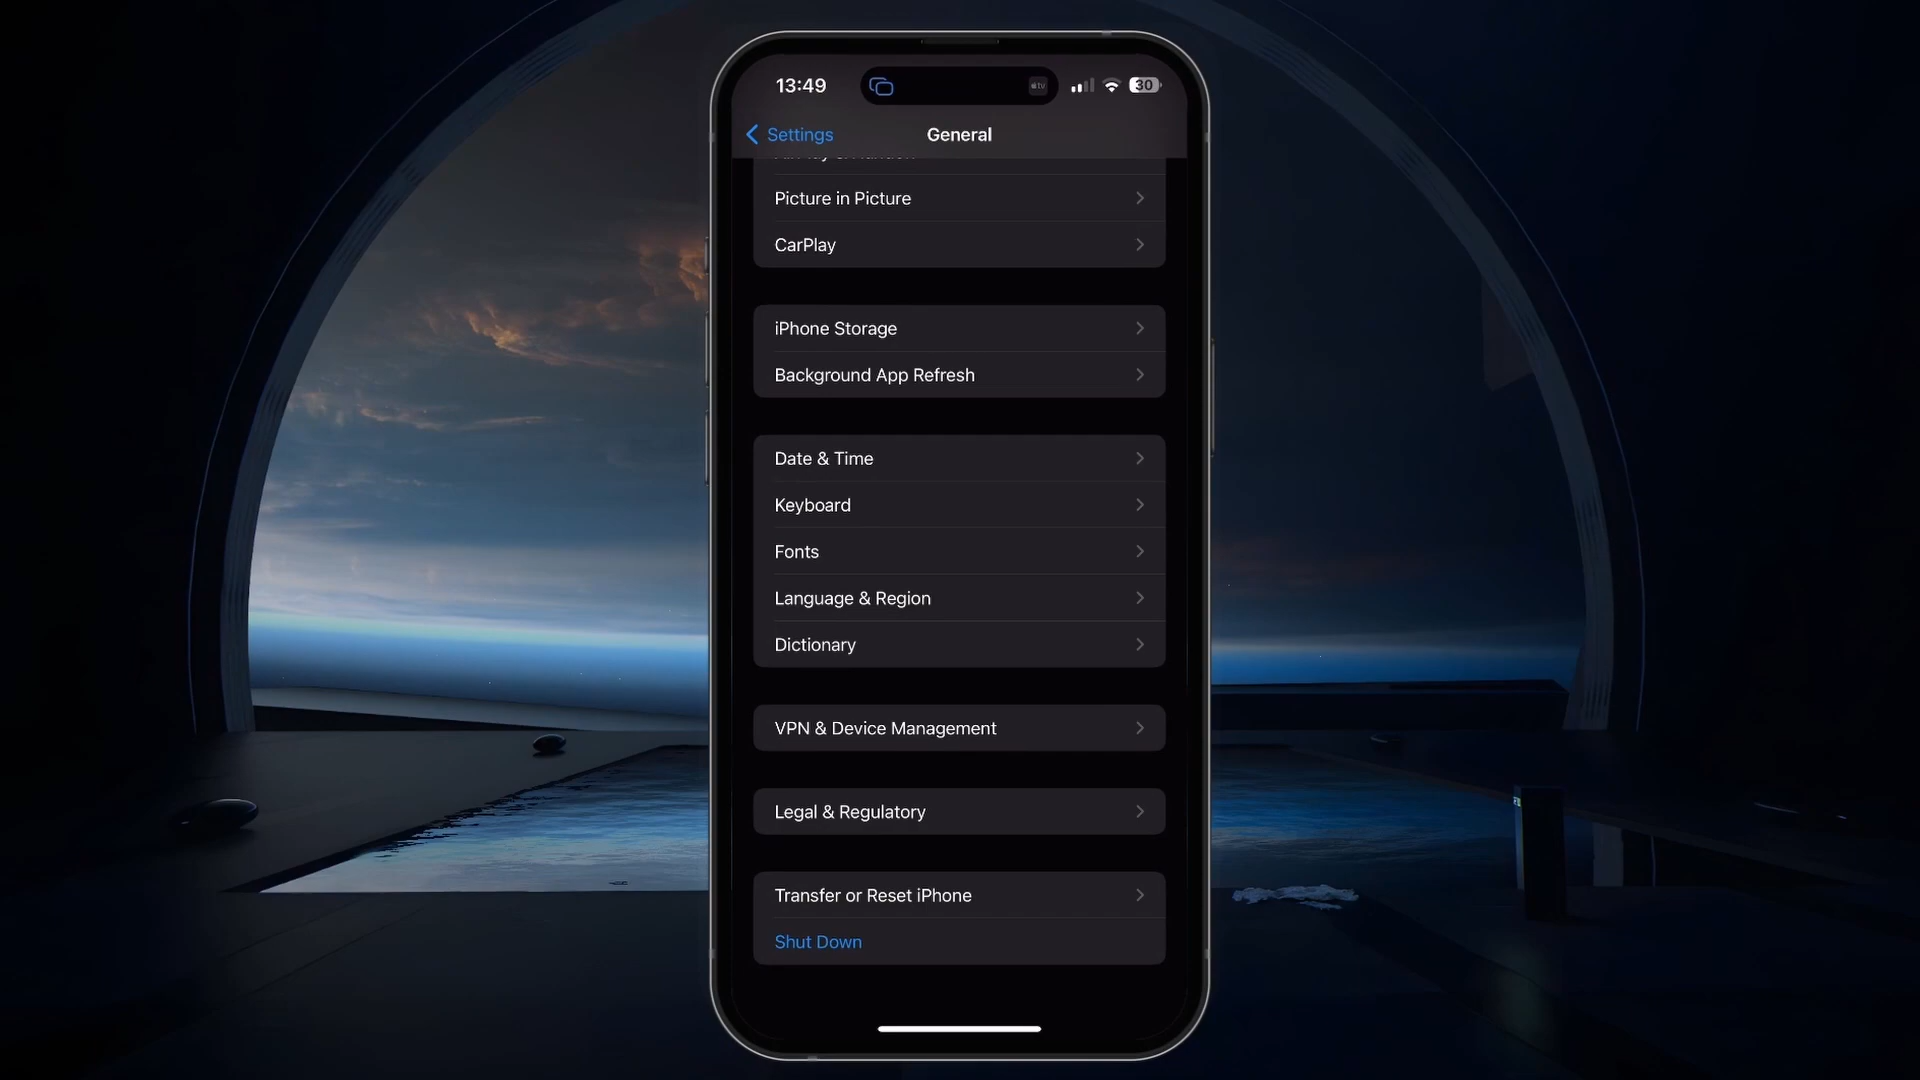 13:49
tv
30
Settings
General
Picture in Picture
CarPlay
iPhone Storage
Background App Refresh
Date & Time
Keyboard
Fonts
Language & Region
Dictionary
VPN & Device Management
Legal & Regulatory
Transfer or Reset iPhone
Shut Down